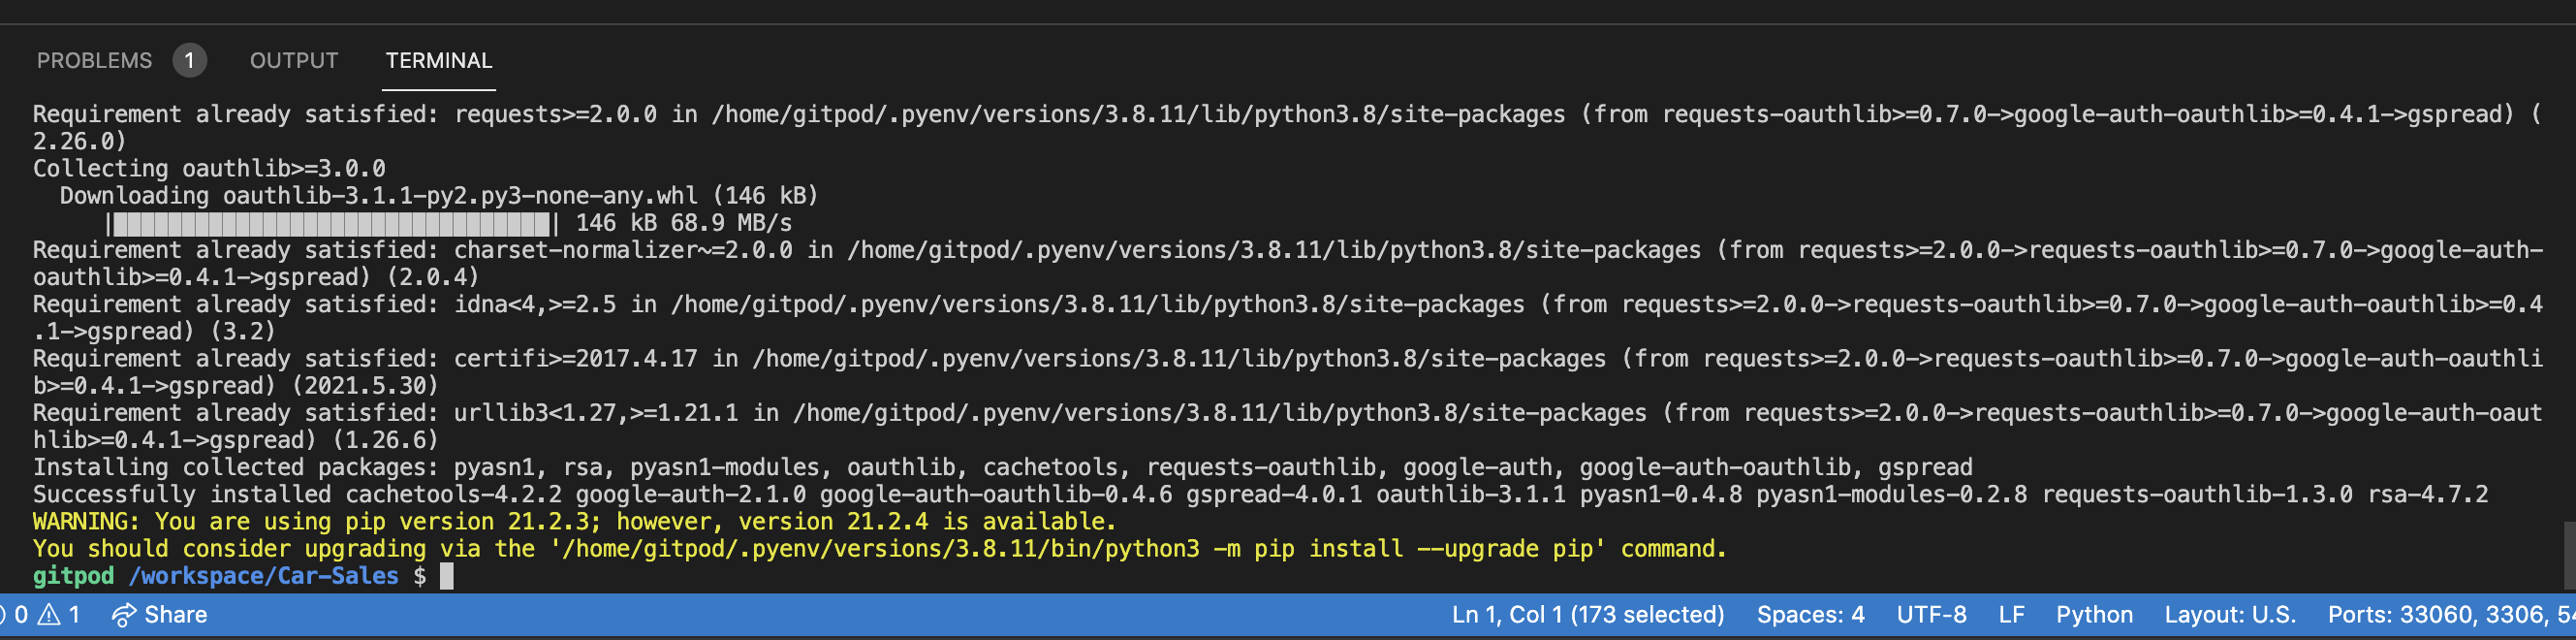 PROBLEMS 1 OUTPUT TERMINAL
Requirement already satisfied: requests>=2.0.0 in /home/gitpod/.pyenv/versions/3.8.11/lib/python3.8/site-packages (from requests-oauthlib>=0.7.0->google-auth-oauthlib>=0.4.1->gspread) (
2.26.0)
Collecting oauthlib>=3.0.0
Downloading oauthlib-3.1.1-py2.py3-none-any.whl (146 kB)
|████████████████████████████████| 146 kB 68.9 MB/s
Requirement already satisfied: charset-normalizer~=2.0.0 in /home/gitpod/.pyenv/versions/3.8.11/lib/python3.8/site-packages (from requests>=2.0.0->requests-oauthlib>=0.7.0->google-auth-
oauthlib>=0.4.1->gspread) (2.0.4)
Requirement already satisfied: idna<4,>=2.5 in /home/gitpod/.pyenv/versions/3.8.11/lib/python3.8/site-packages (from requests>=2.0.0->requests-oauthlib>=0.7.0->google-auth-oauthlib>=0.4
.1->gspread) (3.2)
Requirement already satisfied: certifi>=2017.4.17 in /home/gitpod/.pyenv/versions/3.8.11/lib/python3.8/site-packages (from requests>=2.0.0->requests-oauthlib>=0.7.0->google-auth-oauthli
b>=0.4.1->gspread) (2021.5.30)
Requirement already satisfied: urllib3<1.27,>=1.21.1 in /home/gitpod/.pyenv/versions/3.8.11/lib/python3.8/site-packages (from requests>=2.0.0->requests-oauthlib>=0.7.0->google-auth-oaut
hlib>=0.4.1->gspread) (1.26.6)
Installing collected packages: pyasn1, rsa, pyasn1-modules, oauthlib, cachetools, requests-oauthlib, google-auth, google-auth-oauthlib, gspread
Successfully installed cachetools-4.2.2 google-auth-2.1.0 google-auth-oauthlib-0.4.6 gspread-4.0.1 oauthlib-3.1.1 pyasn1-0.4.8 pyasn1-modules-0.2.8 requests-oauthlib-1.3.0 rsa-4.7.2
WARNING: You are using pip version 21.2.3; however, version 21.2.4 is available.
You should consider upgrading via the '/home/gitpod/.pyenv/versions/3.8.11/bin/python3 -m pip install --upgrade pip' command.
gitpod /workspace/Car-Sales $
0 1 Share Ln 1, Col 1 (173 selected) Spaces: 4 UTF-8 LF Python Layout: U.S. Ports: 33060, 3306,